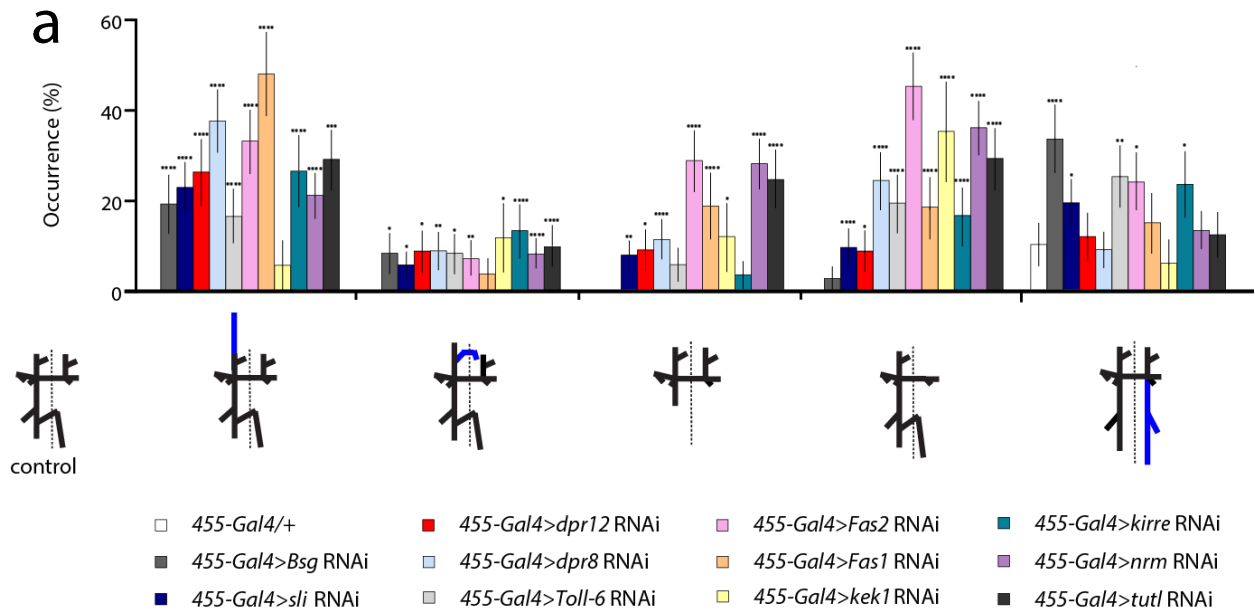 a
Occurrence (%)
60
40
20
0
control
455-Gal4/+
455-Gal4>Bsg RNAi
455-Gal4>sli RNAi
455-Gal4>dpr12 RNAi
455-Gal4>dpr8 RNAi
455-Gal4>Toll-6 RNAi
455-Gal4>Fas2 RNAi
455-Gal4>Fas1 RNAi
455-Gal4>kek1 RNAi
455-Gal4>kirre RNAi
455-Gal4>nrm RNAi
455-Gal4>tutl RNAi